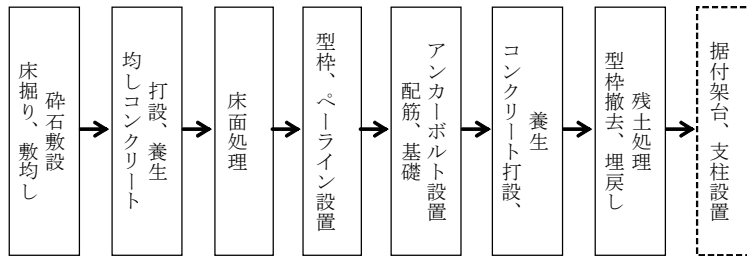 床掘り、敷均し
砕石敷設
均しコンクリート
打設、養生
床面処理
型枠、ペーライン設置
配筋、基礎
アンカーボルト設置
コンクリート打設、
養生
型枠撤去、埋戻し
残土処理
据付架台、支柱設置